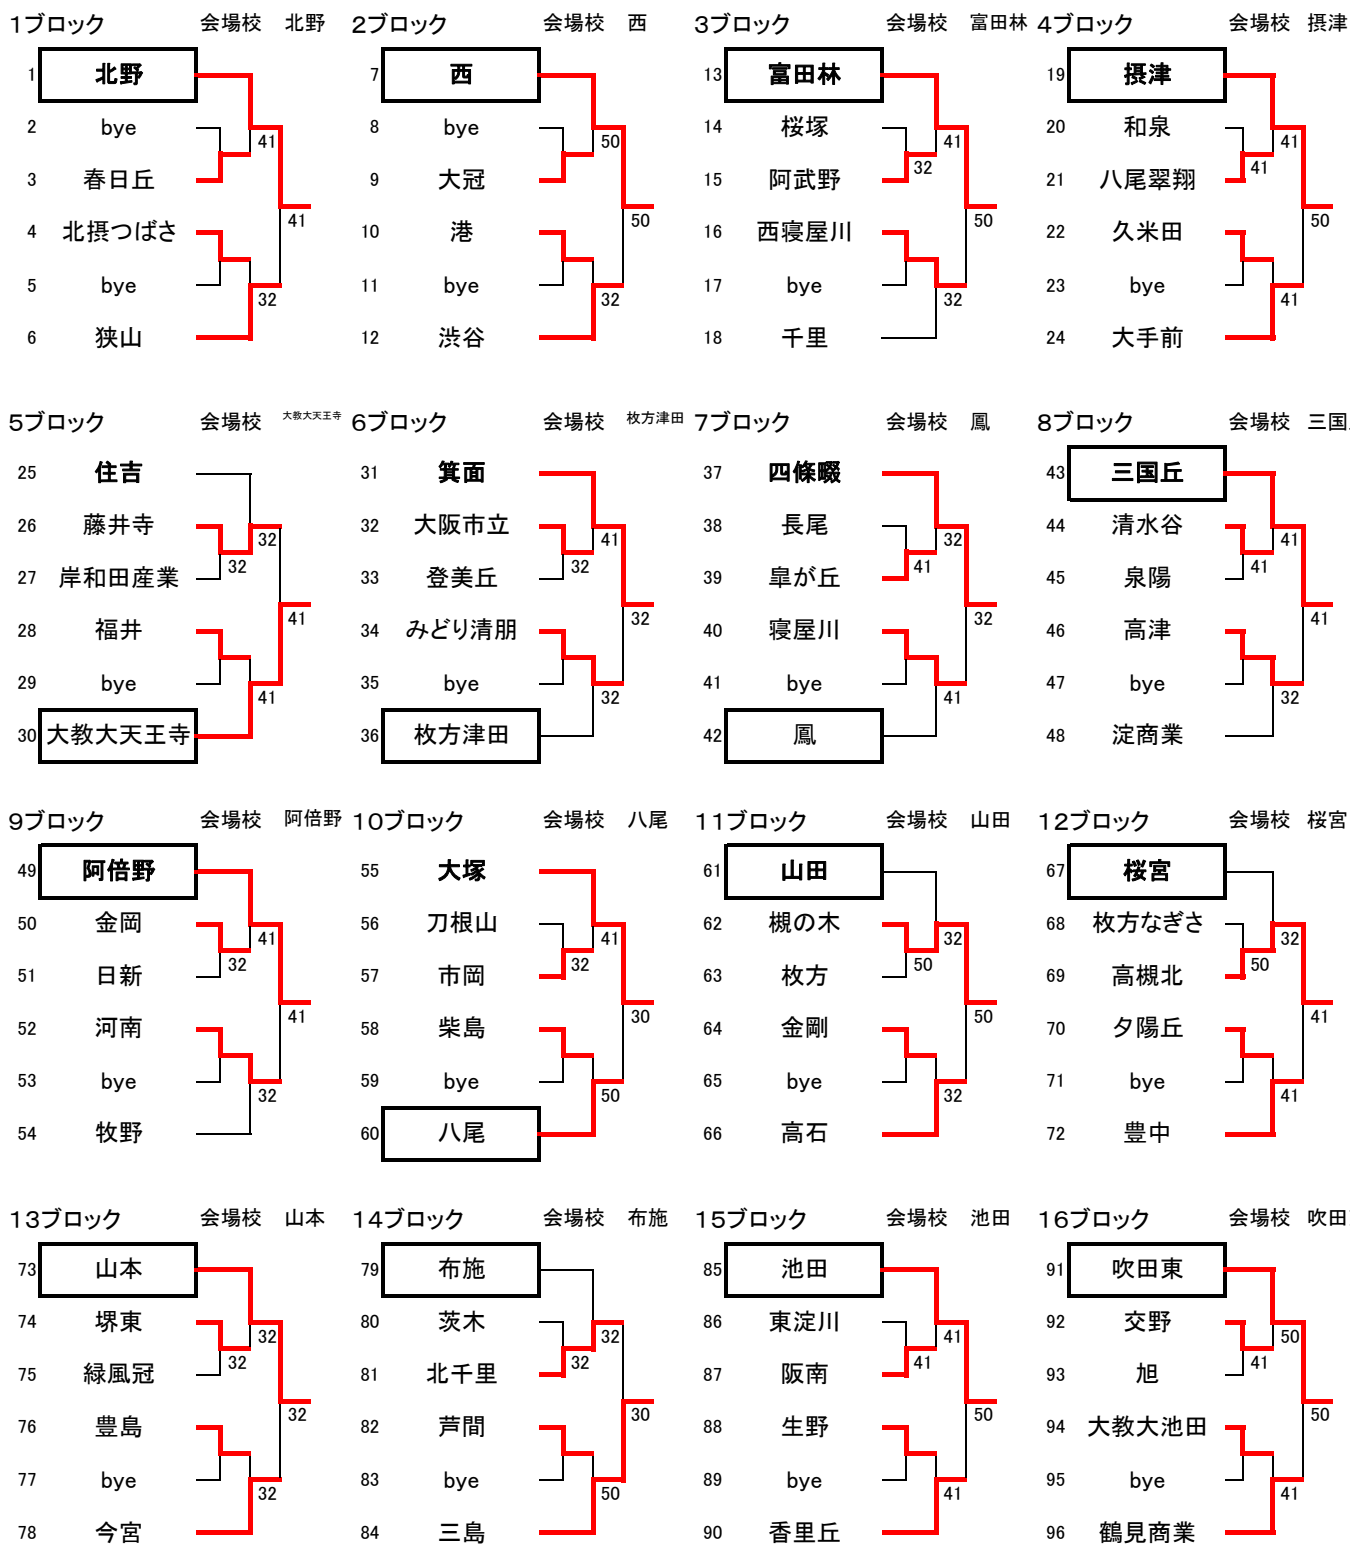 1ブロック 会場校 北野
1 北野
2 bye
41
3 春日丘
41
4 北摂つばさ
5 bye
32
6 狭山
2ブロック 会場校 西
7 西
8 bye
50
9 大冠
50
10 港
11 bye
32
12 渋谷
3ブロック 会場校 富田林
13 富田林
14 桜塚
41
32
15 阿武野
50
16 西寝屋川
17 bye
32
18 千里
4ブロック 会場校 摂津
19 摂津
20 和泉
41
41
21 八尾翠翔
50
22 久米田
23 bye
41
24 大手前
5ブロック 会場校 大教大天王寺
25 住吉
26 藤井寺
32
32
27 岸和田産業
41
28 福井
29 bye
41
30 大教大天王寺
6ブロック 会場校 枚方津田
31 箕面
32 大阪市立
41
32
33 登美丘
32
34 みどり清朋
35 bye
32
36 枚方津田
7ブロック 会場校 鳳
37 四條畷
38 長尾
32
41
39 皐が丘
32
40 寝屋川
41 bye
41
42 鳳
8ブロック 会場校 三国
43 三国丘
44 清水谷
41
41
45 泉陽
41
46 高津
47 bye
32
48 淀商業
9ブロック 会場校 阿倍野
49 阿倍野
50 金岡
41
32
51 日新
41
52 河南
53 bye
32
54 牧野
10ブロック 会場校 八尾
55 大塚
56 刀根山
41
32
57 市岡
30
58 柴島
59 bye
50
60 八尾
11ブロック 会場校 山田
61 山田
62 槻の木
32
50
63 枚方
50
64 金剛
65 bye
32
66 高石
12ブロック 会場校 桜宮
67 桜宮
68 枚方なぎさ
32
50
69 高槻北
41
70 夕陽丘
71 bye
41
72 豊中
13ブロック 会場校 山本
73 山本
74 堺東
32
32
75 緑風冠
32
76 豊島
77 bye
32
78 今宮
14ブロック 会場校 布施
79 布施
80 茨木
32
32
81 北千里
30
82 芦間
83 bye
50
84 三島
15ブロック 会場校 池田
85 池田
86 東淀川
41
41
87 阪南
50
88 生野
89 bye
41
90 香里丘
16ブロック 会場校 吹田
91 吹田東
92 交野
50
41
93 旭
50
94 大教大池田
95 bye
41
96 鶴見商業